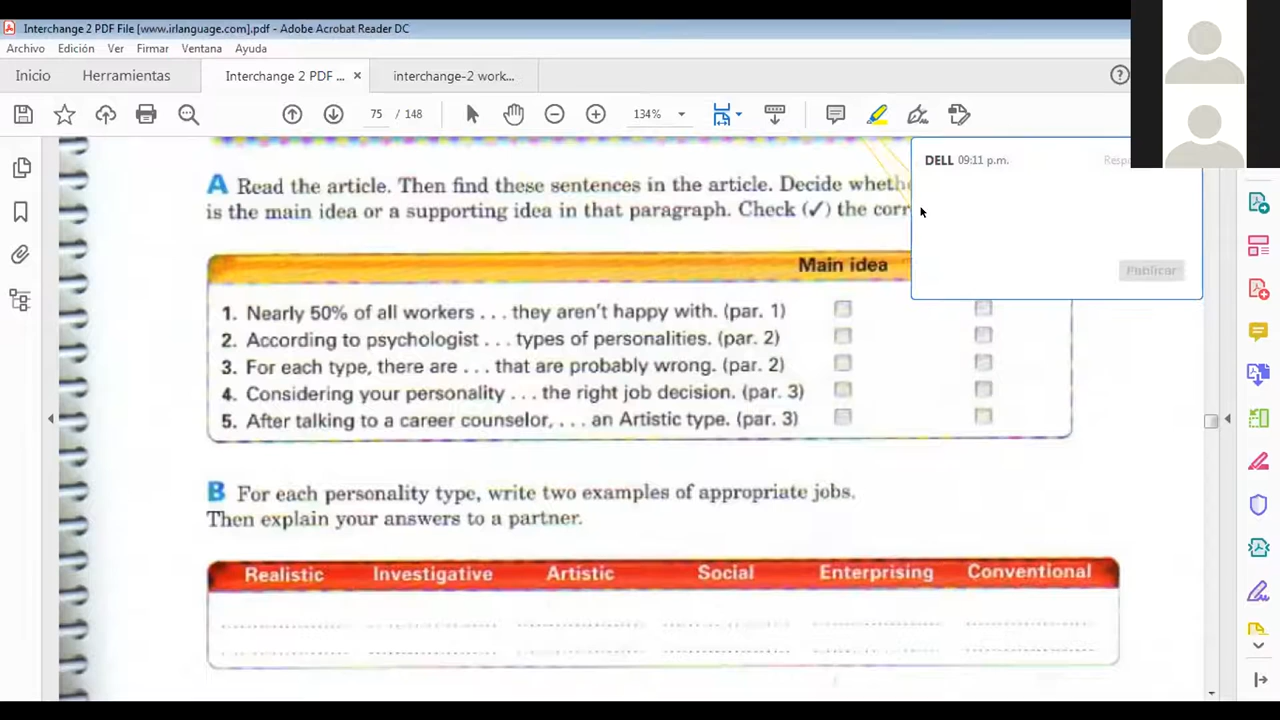 Interchange 2 PDF File [www.irlanguage.com].pdf - Adobe Acrobat Reader DC
Archivo Edición Ver Firmar Ventana Ayuda
Inicio Herramientas Interchange 2 PDF ... × interchange-2 work...
75 / 148 134%
DELL 09:11 p.m.
Publicar
A Read the article. Then find these sentences in the article. Decide
is the main idea or a supporting idea in that paragraph. Check (✓) the
Main idea
1. Nearly 50% of all workers . . . they aren't happy with. (par. 1)
2. According to psychologist . . . types of personalities. (par. 2)
3. For each type, there are . . . that are probably wrong. (par. 2)
4. Considering your personality . . . the right job decision. (par. 3)
5. After talking to a career counselor, . . . an Artistic type. (par. 3)
B For each personality type, write two examples of appropriate jobs.
Then explain your answers to a partner.
Realistic Investigative Artistic Social Enterprising Conventional